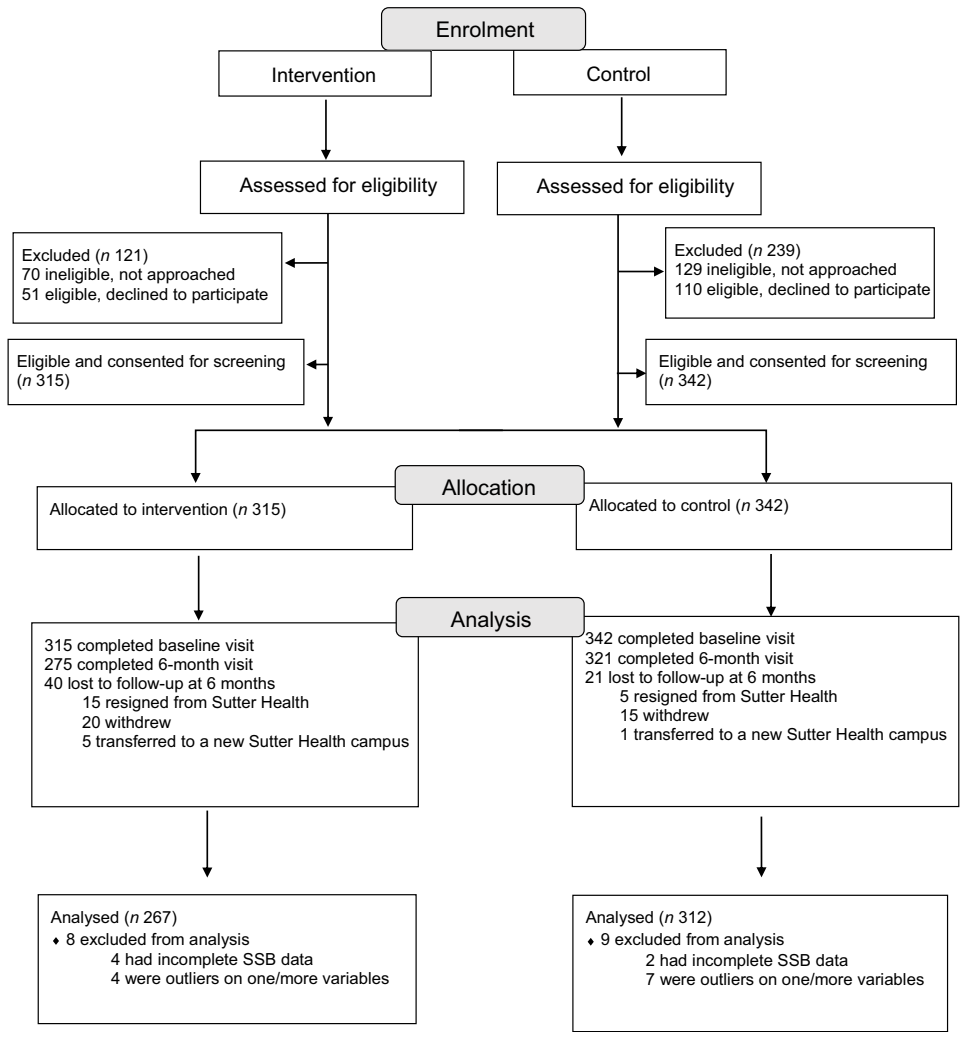 Enrolment
Intervention
Control
Assessed for eligibility
Assessed for eligibility
Excluded (n 121)
70 ineligible, not approached
51 eligible, declined to participate
Excluded (n 239)
129 ineligible, not approached
110 eligible, declined to participate
Eligible and consented for screening
(n 315)
Eligible and consented for screening
(n 342)
Allocation
Allocated to intervention (n 315)
Allocated to control (n 342)
Analysis
315 completed baseline visit
275 completed 6-month visit
40 lost to follow-up at 6 months
15 resigned from Sutter Health
20 withdrew
5 transferred to a new Sutter Health campus
342 completed baseline visit
321 completed 6-month visit
21 lost to follow-up at 6 months
5 resigned from Sutter Health
15 withdrew
1 transferred to a new Sutter Health campus
Analysed (n 267)
♦ 8 excluded from analysis
4 had incomplete SSB data
4 were outliers on one/more variables
Analysed (n 312)
♦ 9 excluded from analysis
2 had incomplete SSB data
7 were outliers on one/more variables